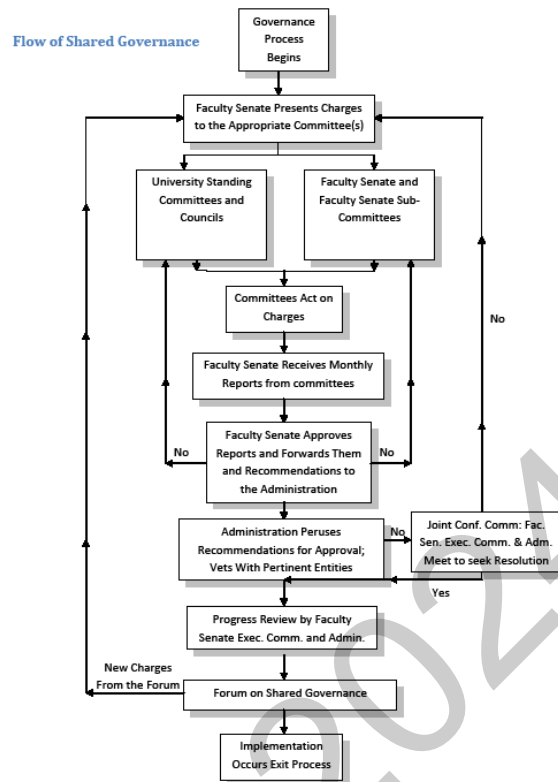 Flow of Shared Governance
Governance
Process
Begins
Faculty Senate Presents Charges
to the Appropriate Committee(s)
University Standing
Committees and
Councils
Faculty Senate and
Faculty Senate Sub-
Committees
Committees Act on
Charges
No
Faculty Senate Receives Monthly
Reports from committees
No
Faculty Senate Approves
Reports and Forwards Them
and Recommendations to
the Administration
No
Administration Peruses
Recommendations for Approval;
Vets With Pertinent Entities
No
Joint Conf. Comm: Fac.
Sen. Exec. Comm. & Adm.
Meet to seek Resolution
Yes
Progress Review by Faculty
Senate Exec. Comm. and Admin.
New Charges
From the Forum
Forum on Shared Governance
Implementation
Occurs Exit Process
2024